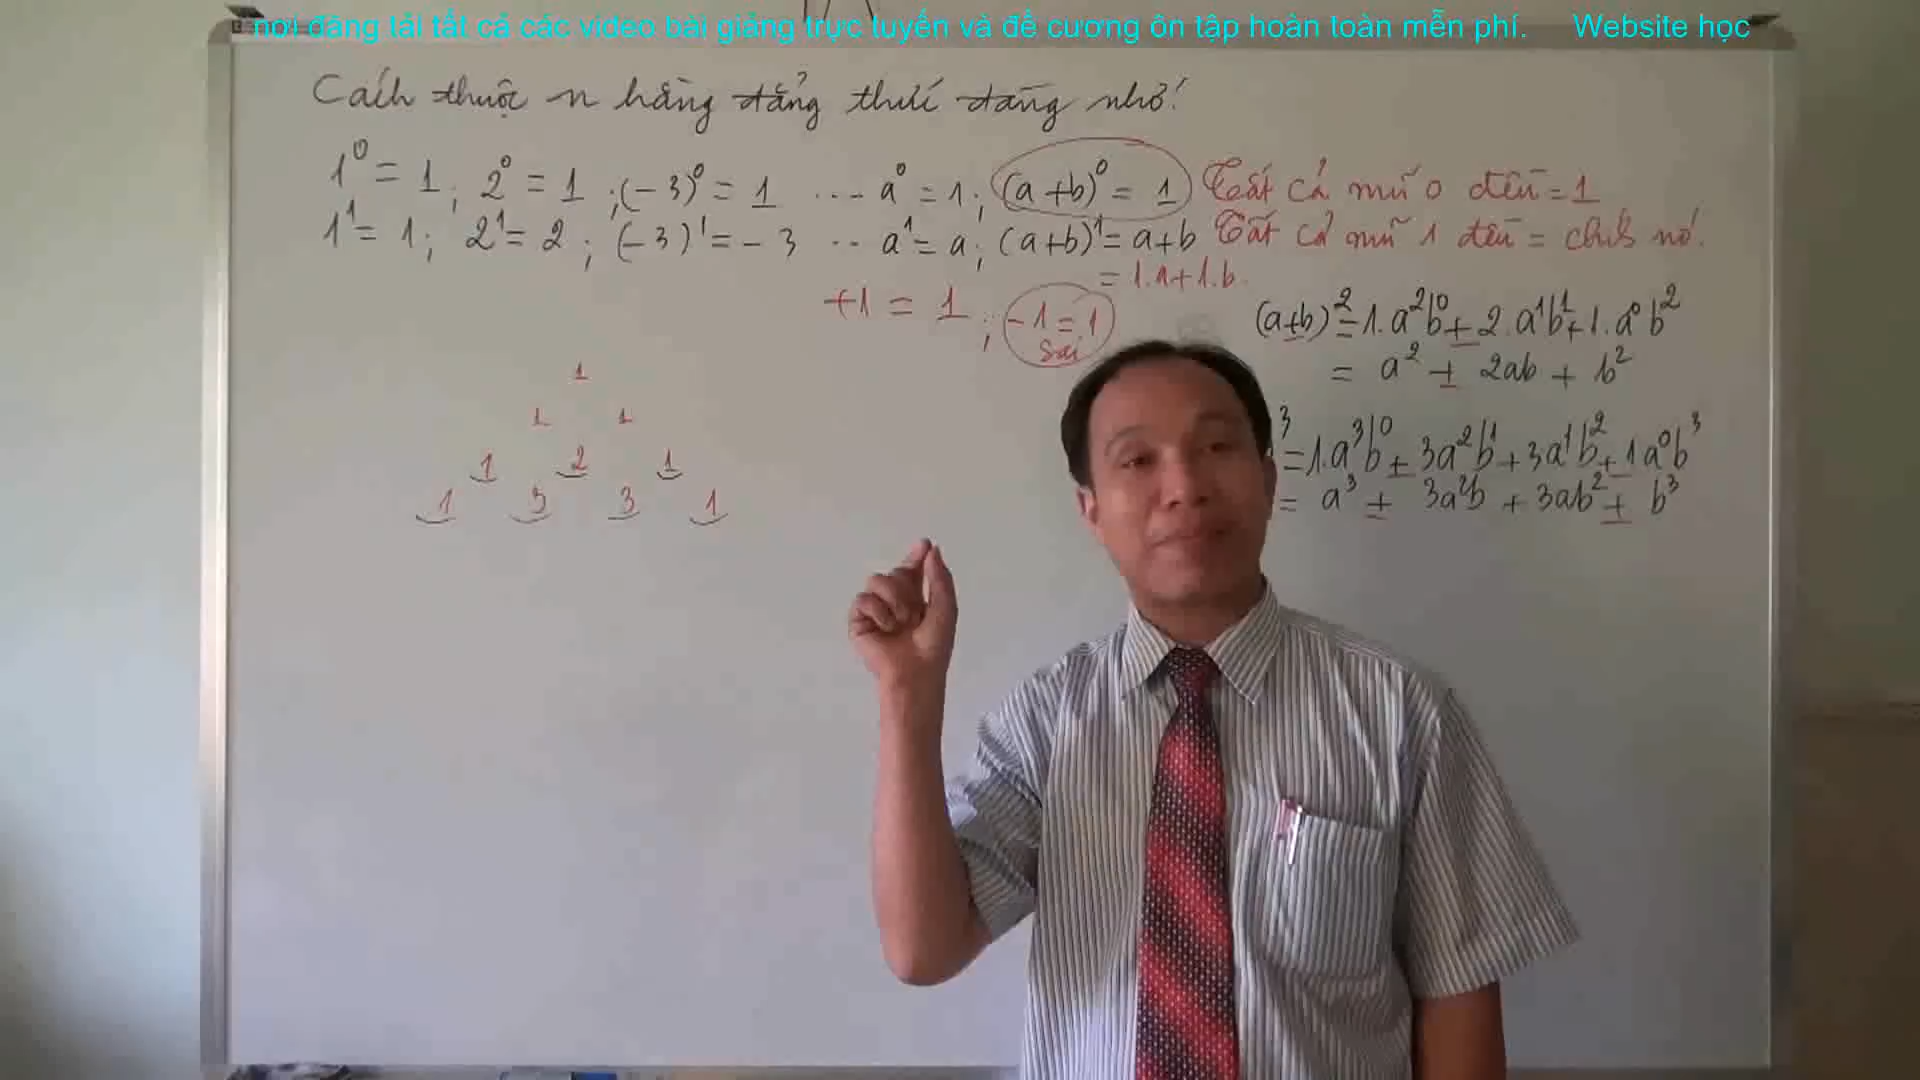 nơi đăng tải tất cả các video bài giảng trực tuyến và đề cương ôn tập hoàn toàn mễn phí. Website học
Cách thuộc n hằng đẳng thức đáng nhớ!
1⁰ = 1 ; 2⁰ = 1 ; (-3)⁰ = 1 ... a⁰ = 1 ; (a+b)⁰ = 1 Tất cả mũ 0 đều = 1
1¹ = 1 ; 2¹ = 2 ; (-3)¹ = -3 .. a¹ = a ; (a+b)¹ = a+b Tất cả mũ 1 đều = chính nó.
= 1.a+1.b.
+1 = 1 ; -1 = 1
Sai
(a+b)² = 1.a²b⁰ + 2.a¹b¹ + 1.a⁰b²
= a² + 2ab + b²
1
1 1
1 2 1
1 3 3 1
³ = 1.a³b⁰ + 3a²b¹ + 3a¹b² + 1a⁰b³
= a³ + 3a²b + 3ab² + b³